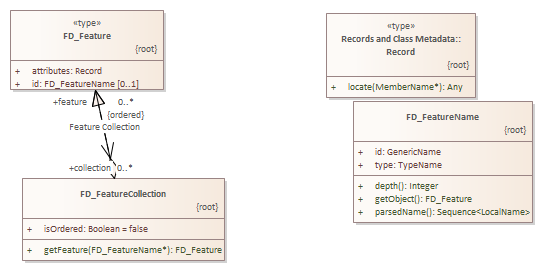 «type»
FD_Feature
{root}
+ attributes: Record
+ id: FD_FeatureName [0..1]
+feature 0..*
{ordered}
Feature Collection
+collection 0..*
FD_FeatureCollection
{root}
+ isOrdered: Boolean = false
+ getFeature(FD_FeatureName*): FD_Feature
«type»
Records and Class Metadata::
Record
{root}
+ locate(MemberName*): Any
FD_FeatureName
{root}
+ id: GenericName
+ type: TypeName
+ depth(): Integer
+ getObject(): FD_Feature
+ parsedName(): Sequence<LocalName>